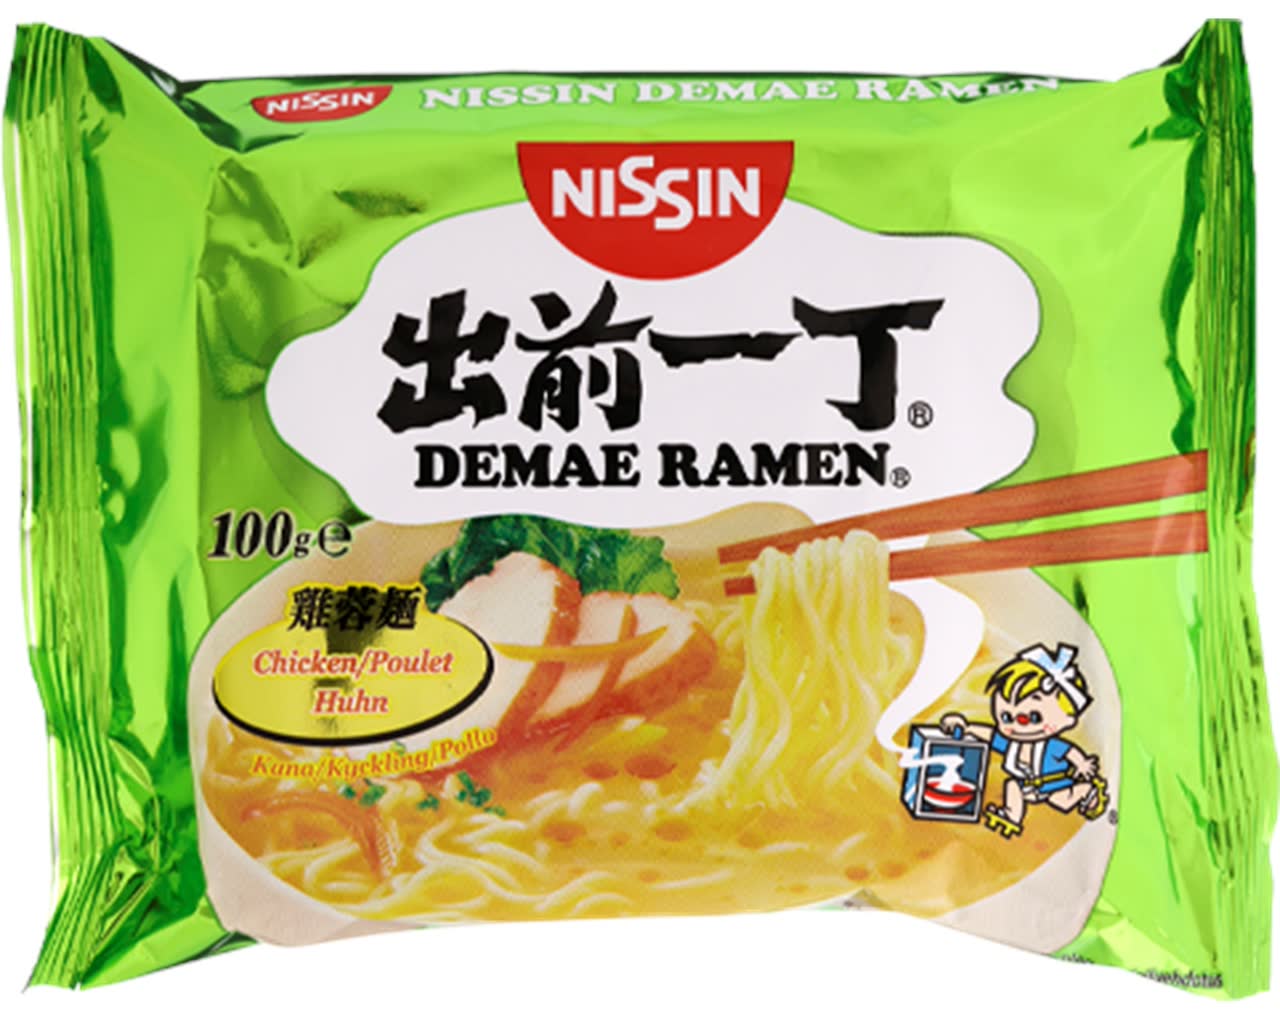 NISSIN NISSIN DEMAE RAMEN
NISSIN
出前一丁®
DEMAE RAMEN®
100g℮
雞蓉麵
Chicken/Poulet
Huhn
Kana/Kyckling/Pollo
®